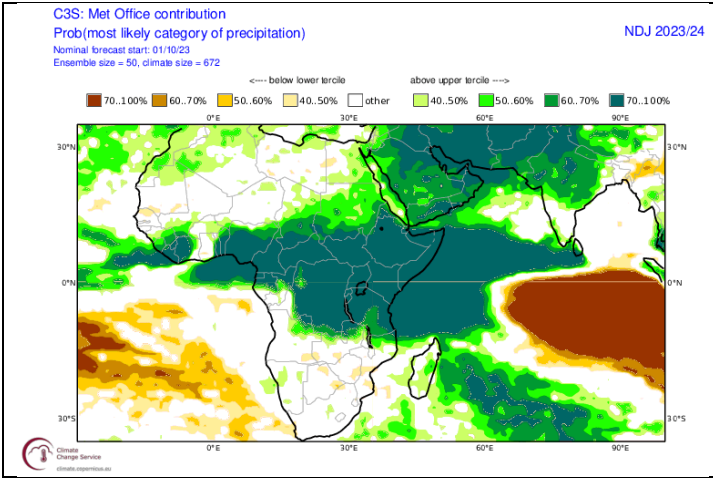 C3S: Met Office contribution
Prob(most likely category of precipitation)
NDJ 2023/24
Nominal forecast start: 01/10/23
Ensemble size = 50, climate size = 672
<---- below lower tercile
above upper tercile ---->
70..100% 60..70% 50..60% 40..50% other 40..50% 50..60% 60..70% 70..100%
0°E 30°E 60°E 90°E
30°N 30°N
0°N 0°N
30°S 30°S
0°E 30°E 60°E 90°E
Climate
Change Service
climate.copernicus.eu